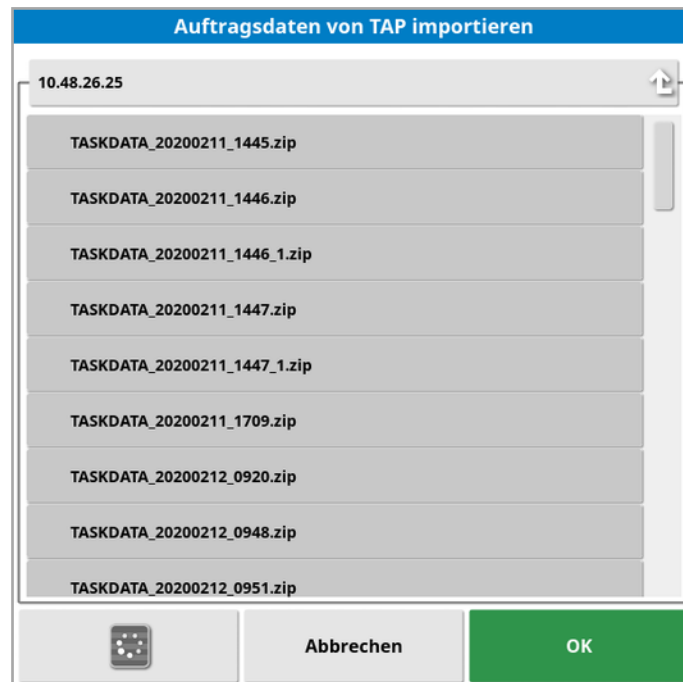 Auftragsdaten von TAP importieren
10.48.26.25
TASKDATA_20200211_1445.zip
TASKDATA_20200211_1446.zip
TASKDATA_20200211_1446_1.zip
TASKDATA_20200211_1447.zip
TASKDATA_20200211_1447_1.zip
TASKDATA_20200211_1709.zip
TASKDATA_20200212_0920.zip
TASKDATA_20200212_0948.zip
TASKDATA_20200212_0951.zip
Abbrechen OK